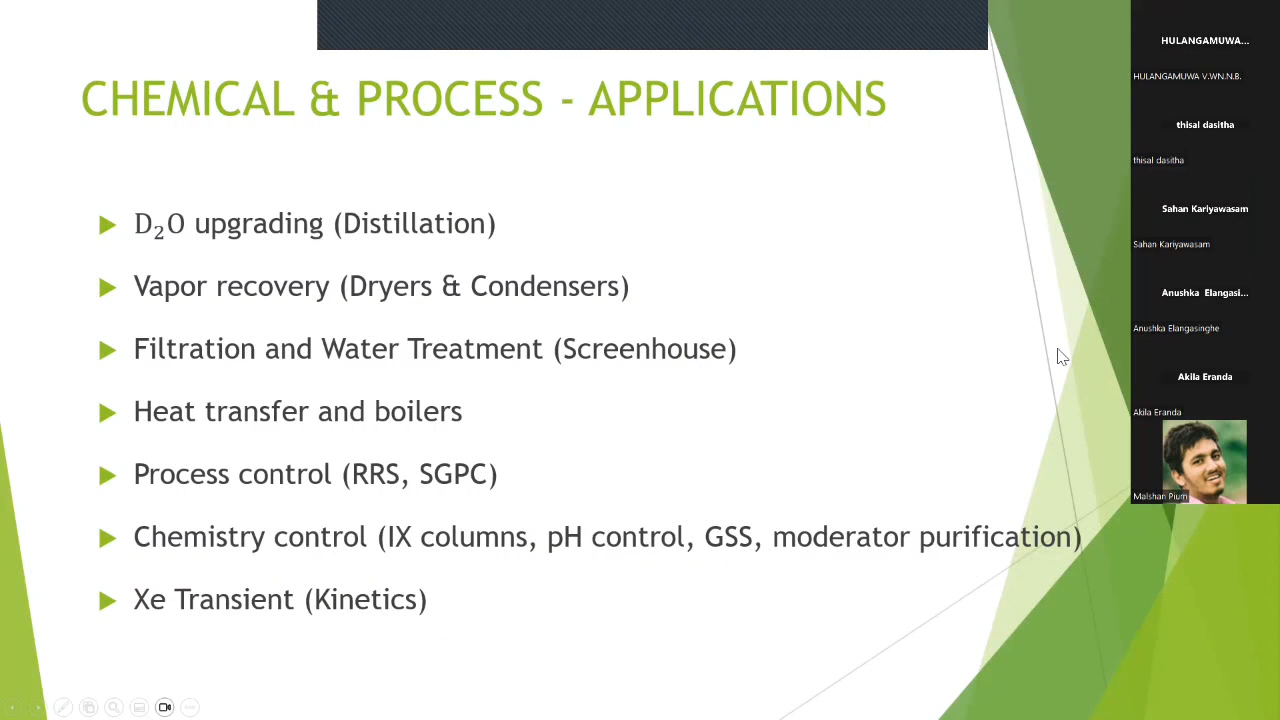 CHEMICAL & PROCESS - APPLICATIONS
D₂O upgrading (Distillation)
Vapor recovery (Dryers & Condensers)
Filtration and Water Treatment (Screenhouse)
Heat transfer and boilers
Process control (RRS, SGPC)
Chemistry control (IX columns, pH control, GSS, moderator purification)
Xe Transient (Kinetics)
HULANGAMUWA...
HULANGAMUWA V.WN.N.B.
thisal dasitha
thisal dasitha
Sahan Kariyawasam
Sahan Kariyawasam
Anushka Elangasi...
Anushka Elangasinghe
Akila Eranda
Akila Eranda
Malshan Pium